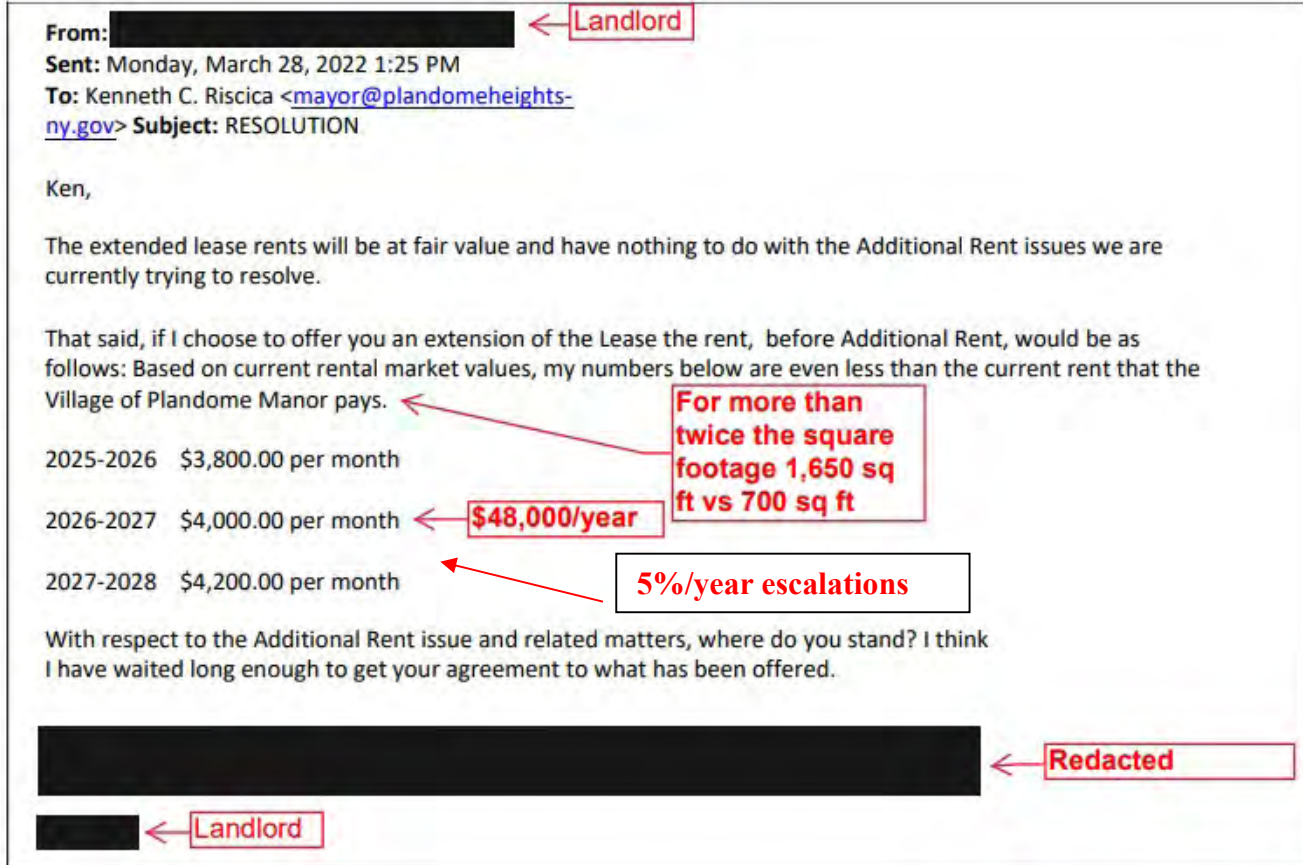 From: Landlord
Sent: Monday, March 28, 2022 1:25 PM
To: Kenneth C. Riscica <mayor@plandomeheights-
ny.gov> Subject: RESOLUTION
Ken,
The extended lease rents will be at fair value and have nothing to do with the Additional Rent issues we are
currently trying to resolve.
That said, if I choose to offer you an extension of the Lease the rent, before Additional Rent, would be as
follows: Based on current rental market values, my numbers below are even less than the current rent that the
Village of Plandome Manor pays.
For more than
twice the square
footage 1,650 sq
ft vs 700 sq ft
2025-2026 $3,800.00 per month
2026-2027 $4,000.00 per month $48,000/year
5%/year escalations
2027-2028 $4,200.00 per month
With respect to the Additional Rent issue and related matters, where do you stand? I think
I have waited long enough to get your agreement to what has been offered.
Redacted
Landlord